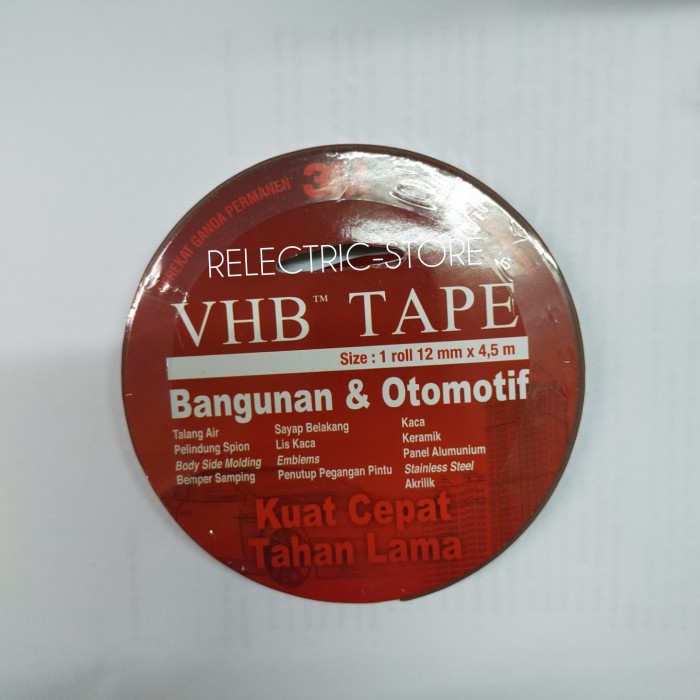 REKAT GANDA PERMANEN
3M
RELECTRIC-STORE
VHB™ TAPE
Size : 1 roll 12 mm x 4,5 m
Bangunan & Otomotif
Talang Air
Pelindung Spion
Body Side Molding
Bemper Samping
Sayap Belakang
Lis Kaca
Emblems
Penutup Pegangan Pintu
Kaca
Keramik
Panel Alumunium
Stainless Steel
Akrilik
Kuat Cepat
Tahan Lama